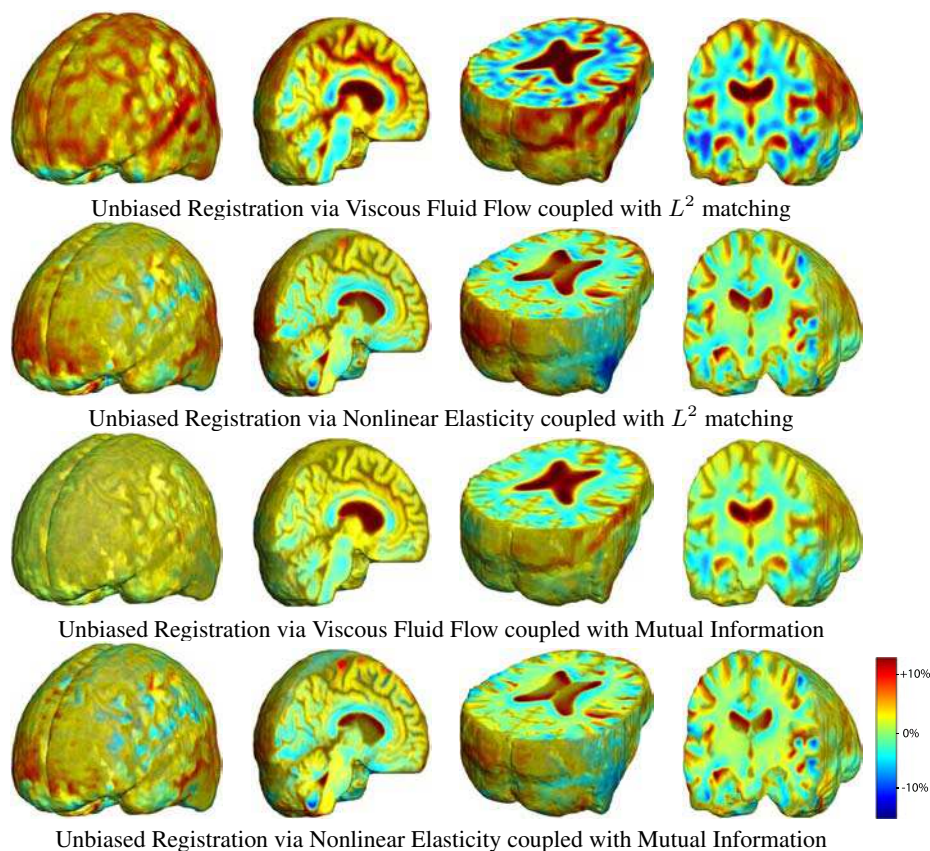 Unbiased Registration via Viscous Fluid Flow coupled with L² matching
Unbiased Registration via Nonlinear Elasticity coupled with L² matching
Unbiased Registration via Viscous Fluid Flow coupled with Mutual Information
+10%
0%
-10%
Unbiased Registration via Nonlinear Elasticity coupled with Mutual Information